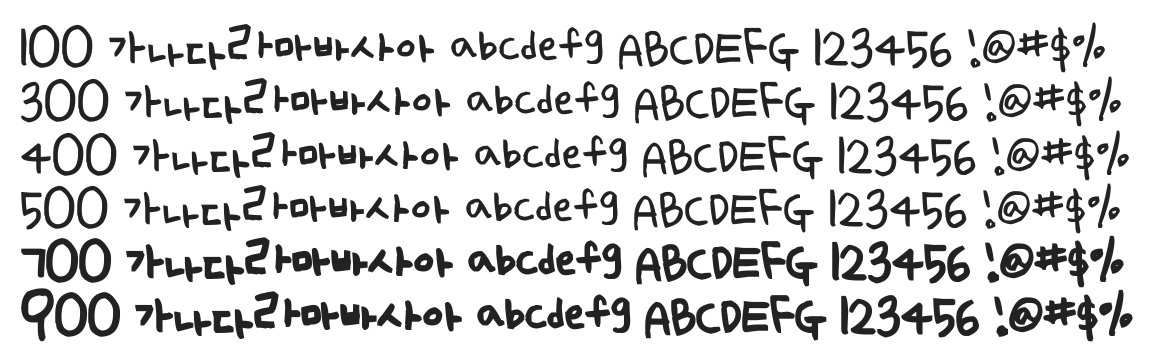 100 가나다라마바사아 abcdefg ABCDEFG 123456 !@#$%
300 가나다라마바사아 abcdefg ABCDEFG 123456 !@#$%
400 가나다라마바사아 abcdefg ABCDEFG 123456 !@#$%
500 가나다라마바사아 abcdefg ABCDEFG 123456 !@#$%
700 가나다라마바사아 abcdefg ABCDEFG 123456 !@#$%
900 가나다라마바사아 abcdefg ABCDEFG 123456 !@#$%